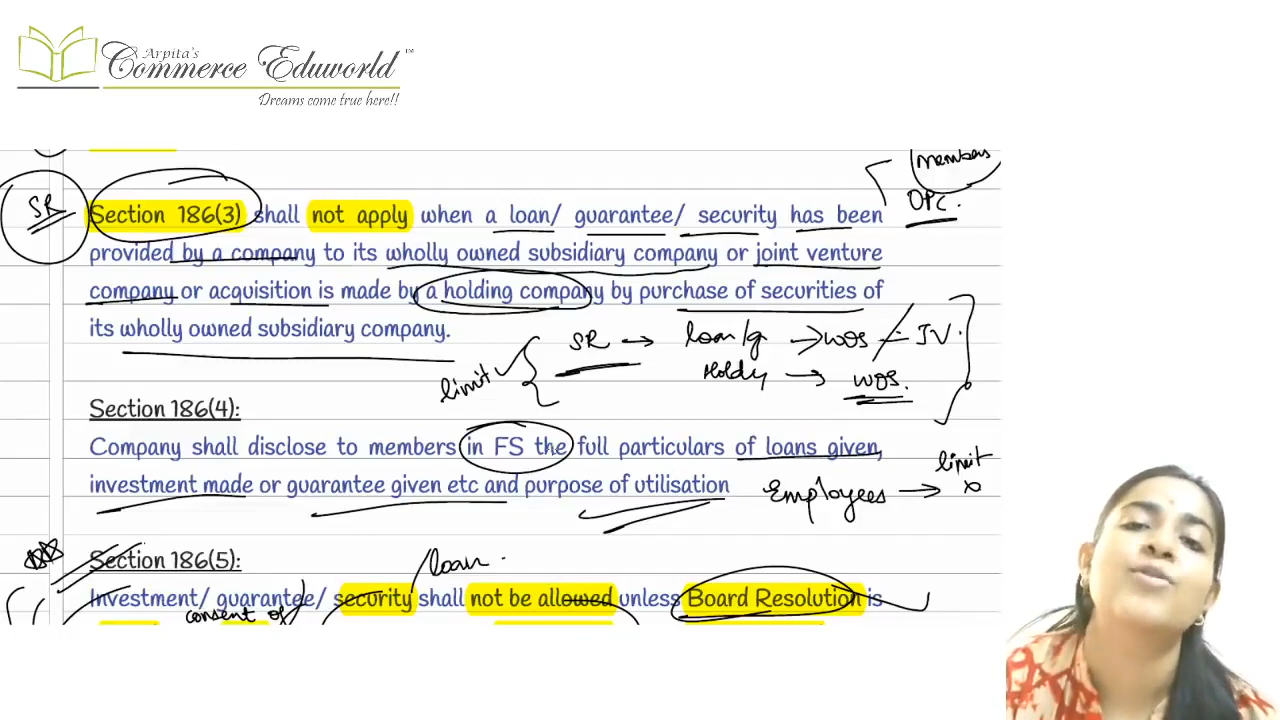 Arpita's
Commerce Eduworld™
Dreams come true here!!
(members
OPC.
SR
Section 186(3) shall not apply when a loan/ guarantee/ security has been
provided by a company to its wholly owned subsidiary company or joint venture
company or acquisition is made by a holding company by purchase of securities of
its wholly owned subsidiary company.
SR → loan/g → WOS / JV.
limit
Holdg → WOS.
Section 186(4):
Company shall disclose to members in FS the full particulars of loans given,
investment made or guarantee given etc and purpose of utilisation
Employees → limit x
Section 186(5):
/loan.
Investment/ guarantee/ security shall not be allowed unless Board Resolution is
consent of